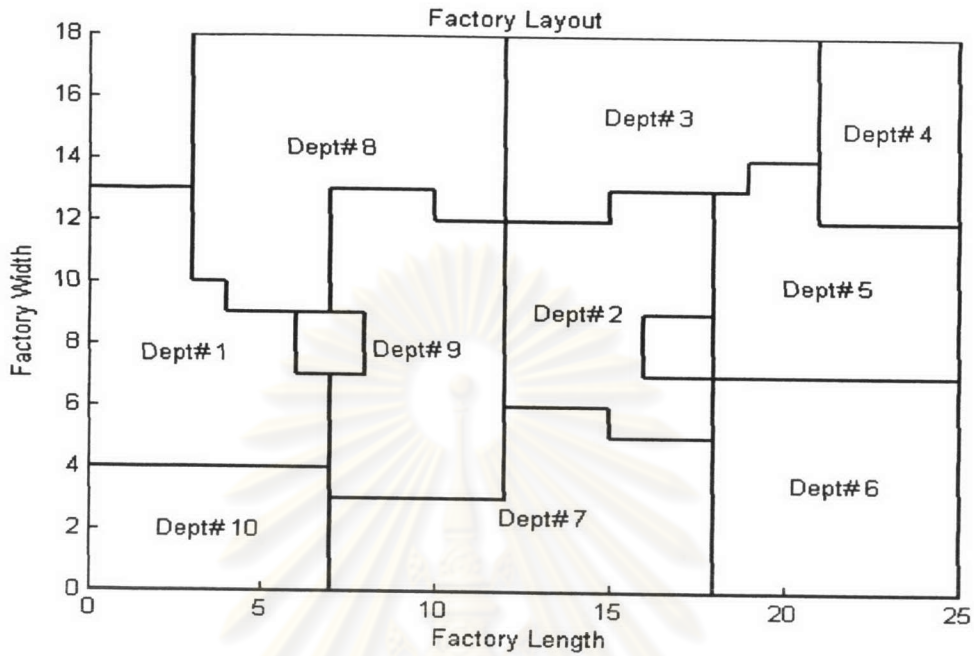 Factory Layout
18
16
14
12
10
8
6
4
2
0
Factory Width
Dept#8
Dept#3
Dept#4
Dept#1
Dept#9
Dept#2
Dept#5
Dept#10
Dept#7
Dept#6
0 5 10 15 20 25
Factory Length